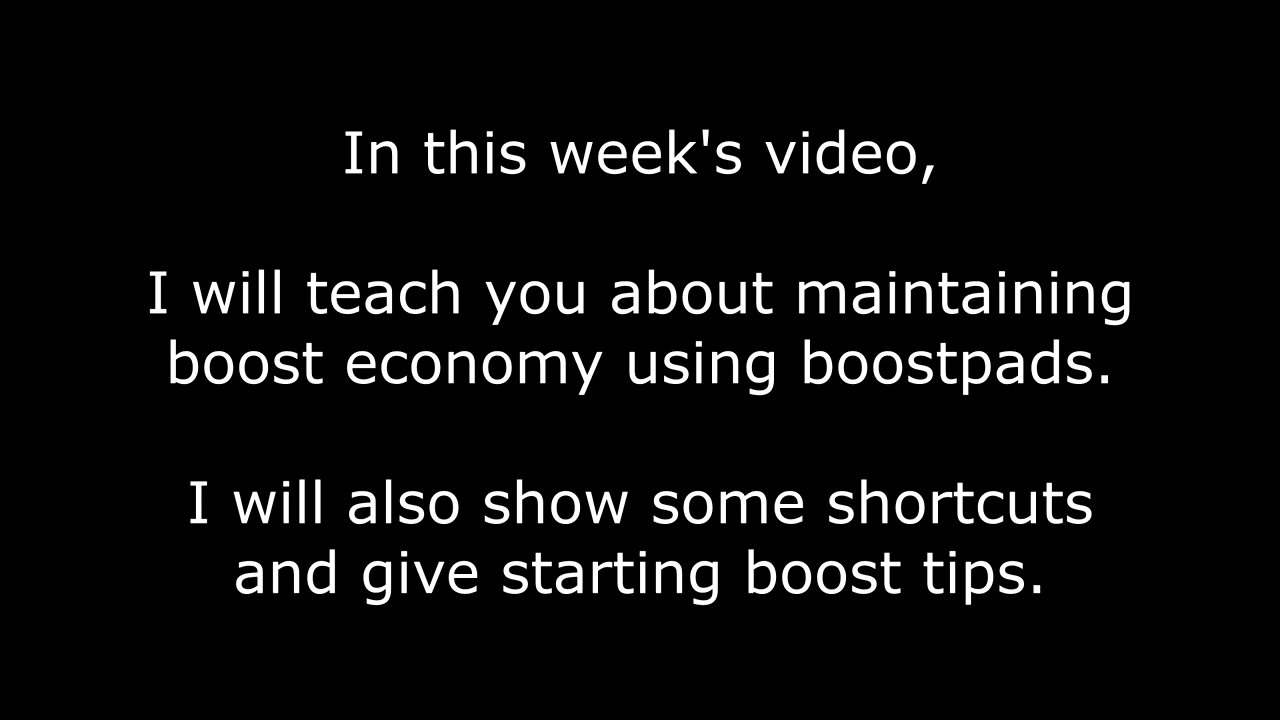 In this week's video,
I will teach you about maintaining
boost economy using boostpads.
I will also show some shortcuts
and give starting boost tips.